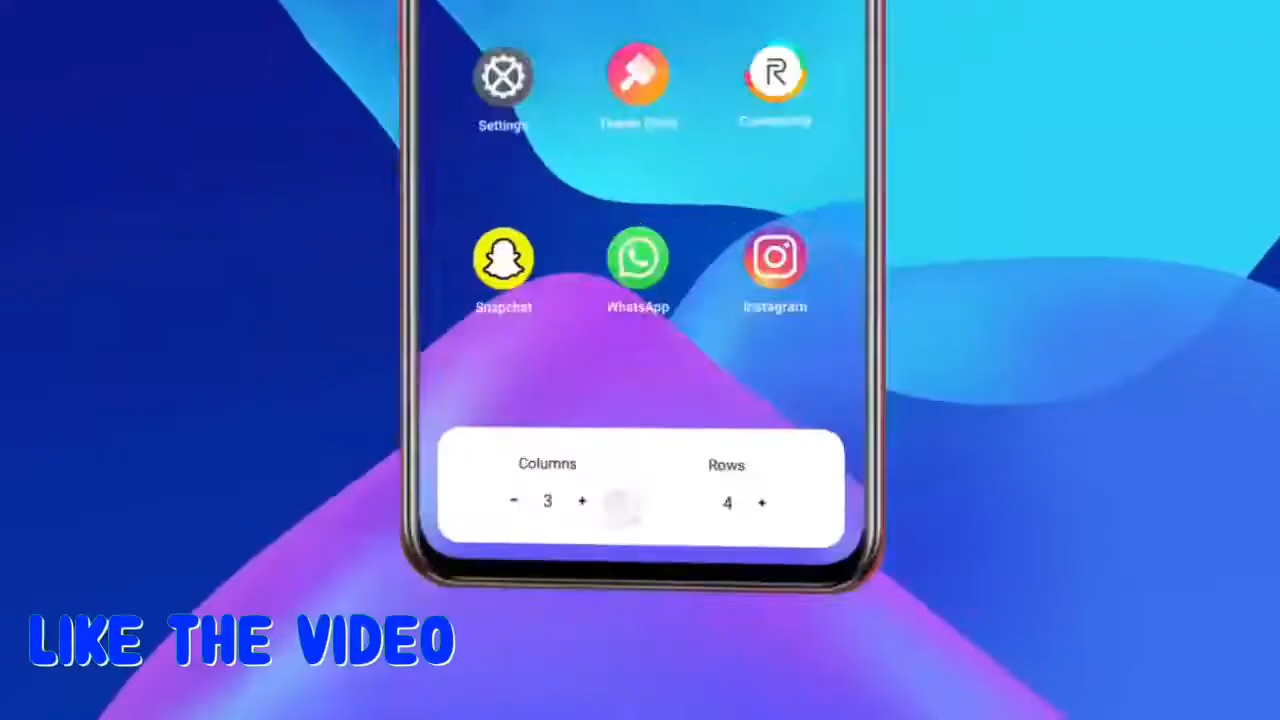 R
Settings
Snapchat WhatsApp Instagram
Columns Rows
- 3 + 4 +
LIKE THE VIDEO